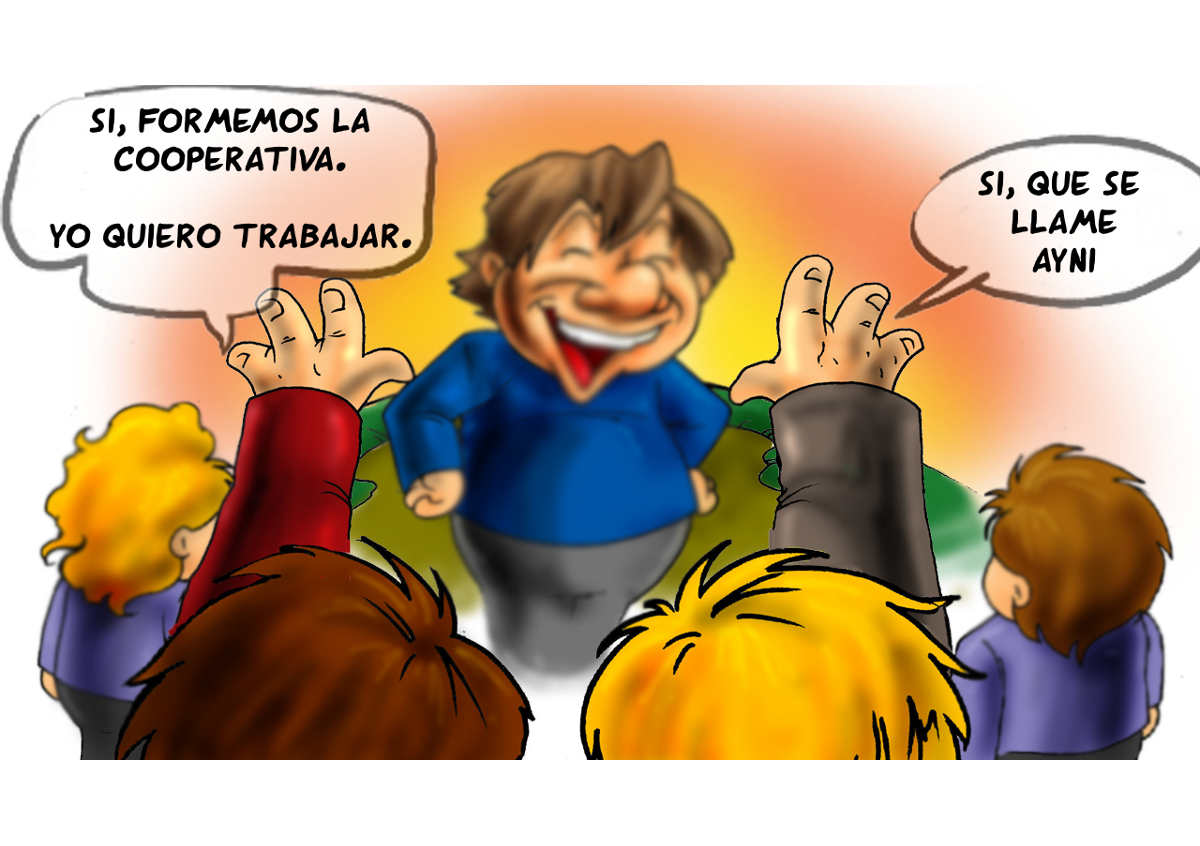 SI, FORMEMOS LA
COOPERATIVA.
YO QUIERO TRABAJAR.
SI, QUE SE
LLAME
AYNI